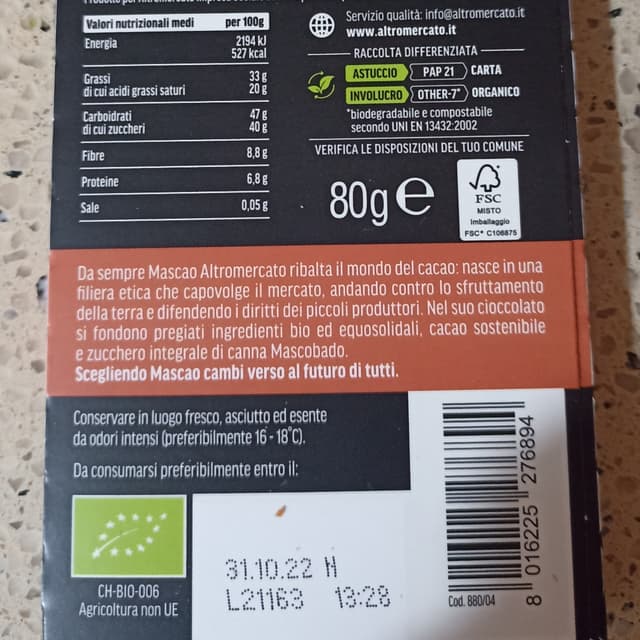 Valori nutrizionali medi per 100g
Energia 2194 kJ
527 kcal
Grassi 33 g
di cui acidi grassi saturi 20 g
Carboidrati 47 g
di cui zuccheri 40 g
Fibre 8,8 g
Proteine 6,8 g
Sale 0,05 g
Servizio qualità: info@altromercato.it
www.altromercato.it
RACCOLTA DIFFERENZIATA
ASTUCCIO PAP 21 CARTA
INVOLUCRO OTHER-7* ORGANICO
*biodegradabile e compostabile
secondo UNI EN 13432:2002
VERIFICA LE DISPOSIZIONI DEL TUO COMUNE
80g e
FSC
MISTO
Imballaggio
FSC® C106875
Da sempre Mascao Altromercato ribalta il mondo del cacao: nasce in una
filiera etica che capovolge il mercato, andando contro lo sfruttamento
della terra e difendendo i diritti dei piccoli produttori. Nel suo cioccolato
si fondono pregiati ingredienti bio ed equosolidali, cacao sostenibile
e zucchero integrale di canna Mascobado.
Scegliendo Mascao cambi verso al futuro di tutti.
Conservare in luogo fresco, asciutto ed esente
da odori intensi (preferibilmente 16 - 18°C).
Da consumarsi preferibilmente entro il:
CH-BIO-006
Agricoltura non UE
31.10.22 N
L21163 13:28
Cod. 880/04
8 016225 276894